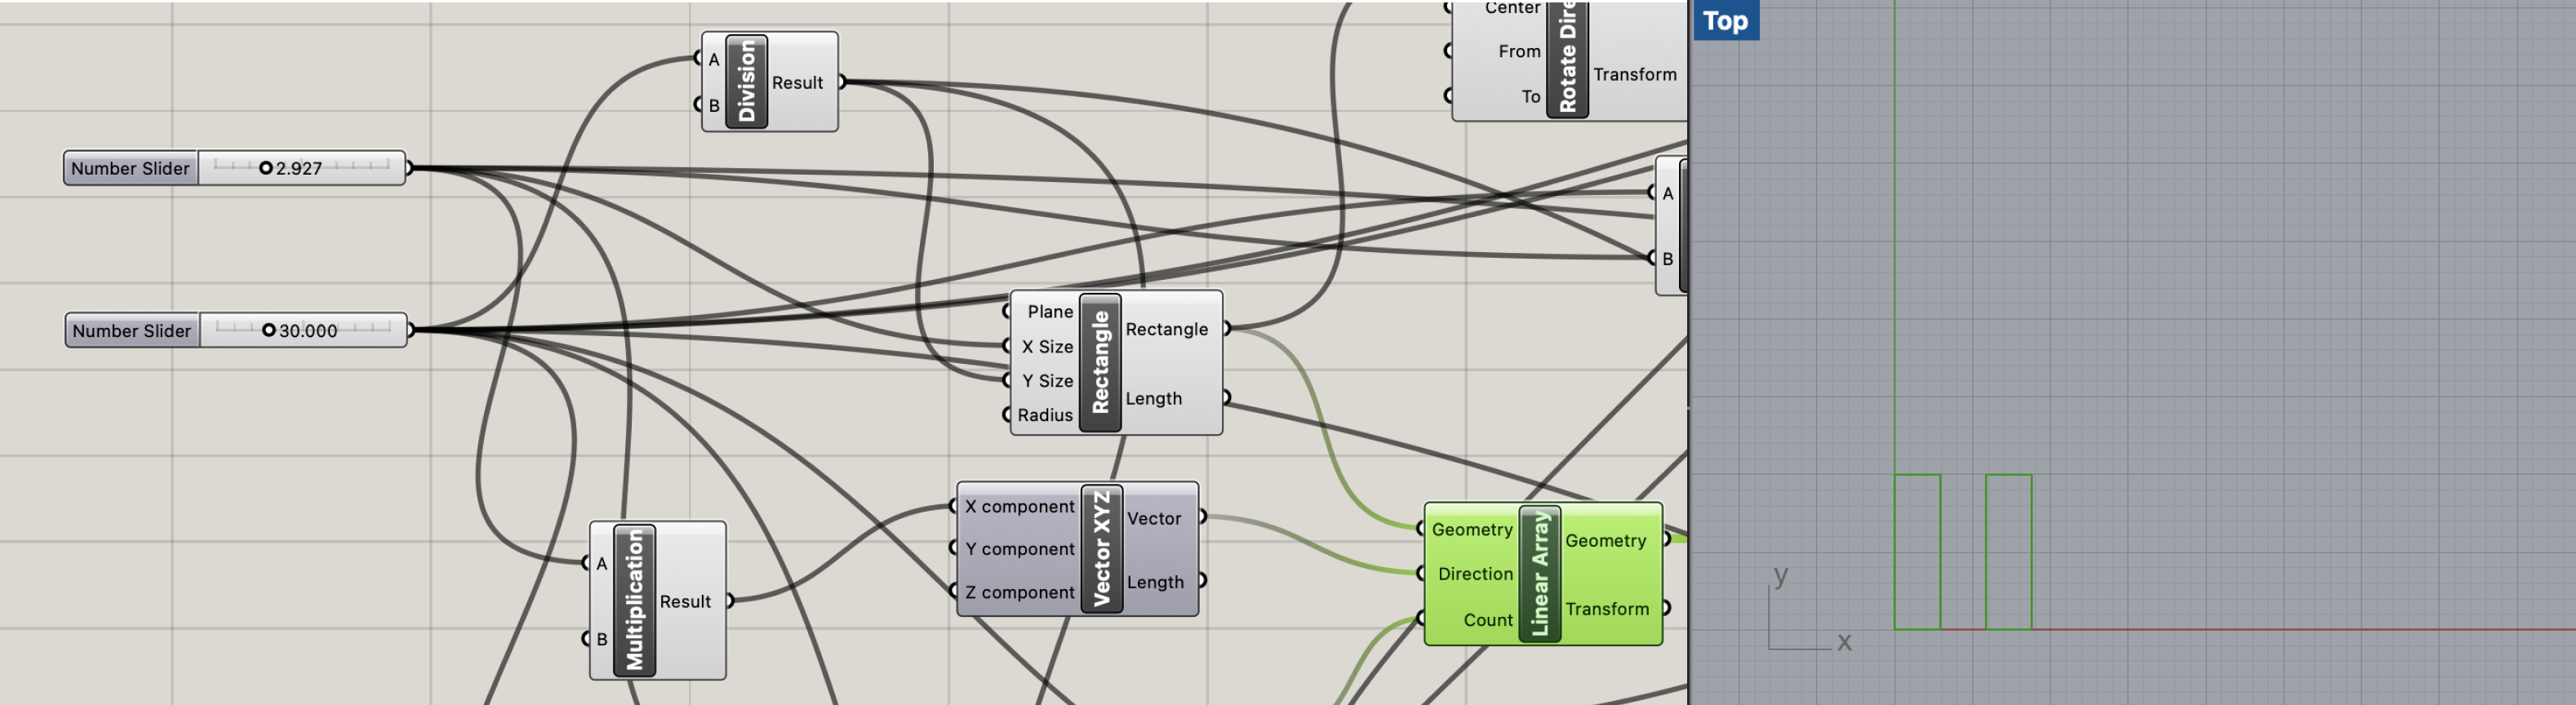 Center
From
To
Rotate Dire
Transform
Top
A
B
Division
Result
Number Slider
2.927
A
B
Number Slider
30.000
Plane
X Size
Y Size
Radius
Rectangle
Rectangle
Length
X component
Y component
Z component
Vector XYZ
Vector
Length
Geometry
Direction
Count
Linear Array
Geometry
Transform
A
B
Multiplication
Result
y
x